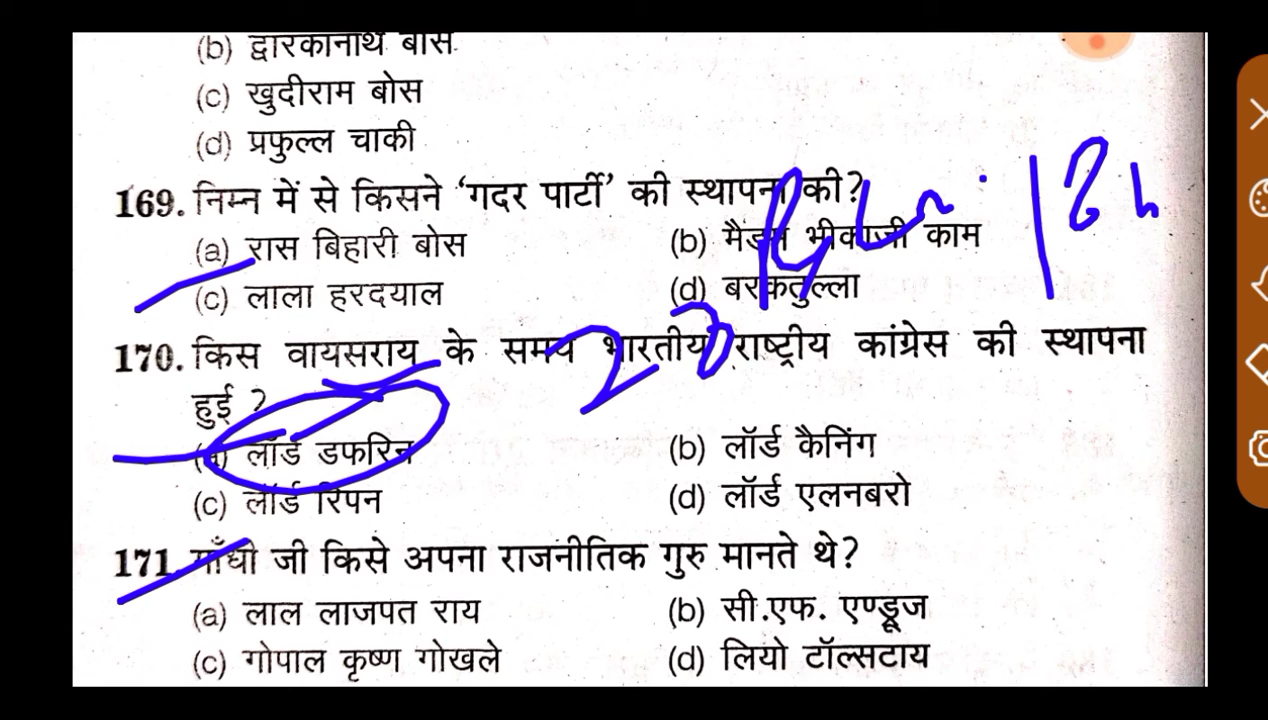 (b) द्वारकानाथ बोस
(c) खुदीराम बोस
(d) प्रफुल्ल चाकी
169. निम्न में से किसने ‘गदर पार्टी’ की स्थापना की?
(a) रास बिहारी बोस (b) मैडम भीकाजी काम
(c) लाला हरदयाल (d) बरकतुल्ला
170. किस वायसराय के समय भारतीय राष्ट्रीय कांग्रेस की स्थापना
हुई ?
(a) लॉर्ड डफरिन (b) लॉर्ड कैनिंग
(c) लॉर्ड रिपन (d) लॉर्ड एलनबरो
171. गाँधी जी किसे अपना राजनीतिक गुरु मानते थे?
(a) लाल लाजपत राय (b) सी.एफ. एण्ड्रूज
(c) गोपाल कृष्ण गोखले (d) लियो टॉल्सटाय